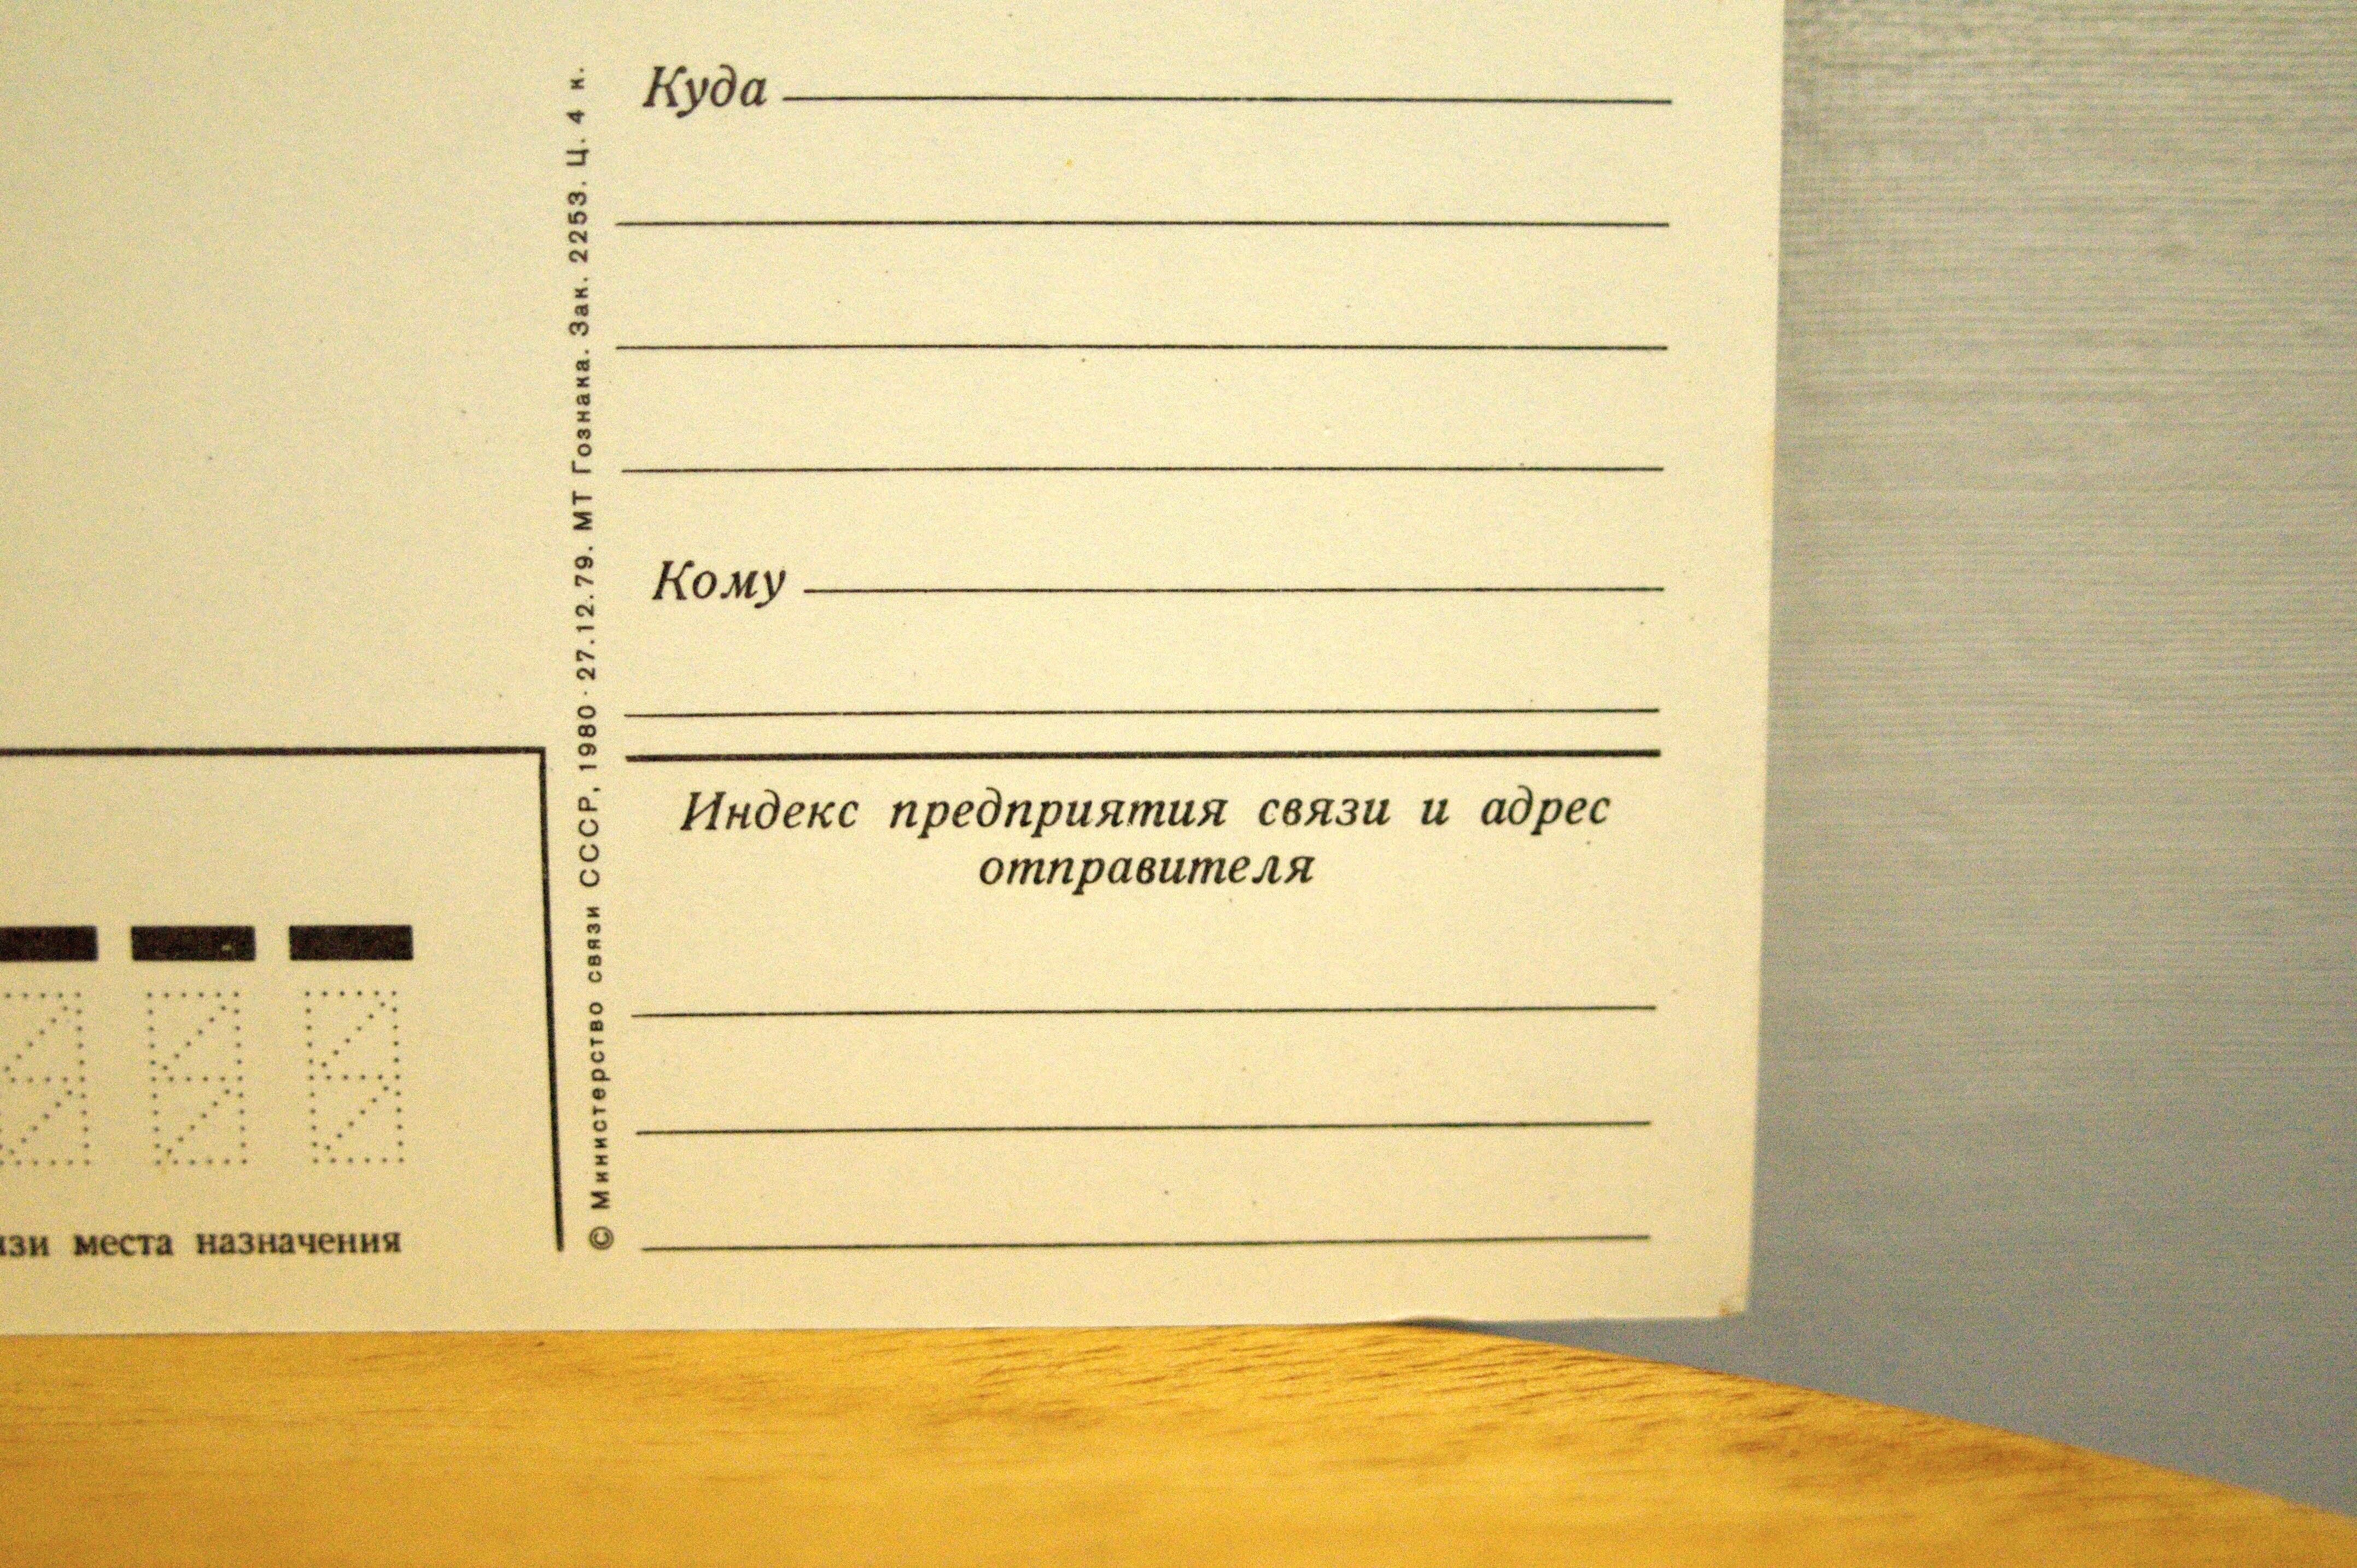 Куда
Кому
Индекс предприятия связи и адрес
отправителя
© Министерство связи СССР, 1980 · 27.12.79. МТ Гознака. Зак. 2253. Ц. 4 к.
места назначения